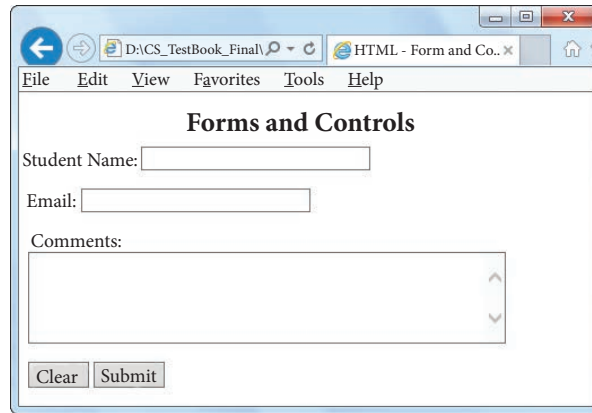 D:\CS_TestBook_Final\ HTML - Form and Co..
File Edit View Favorites Tools Help
Forms and Controls
Student Name:
Email:
Comments:
Clear Submit